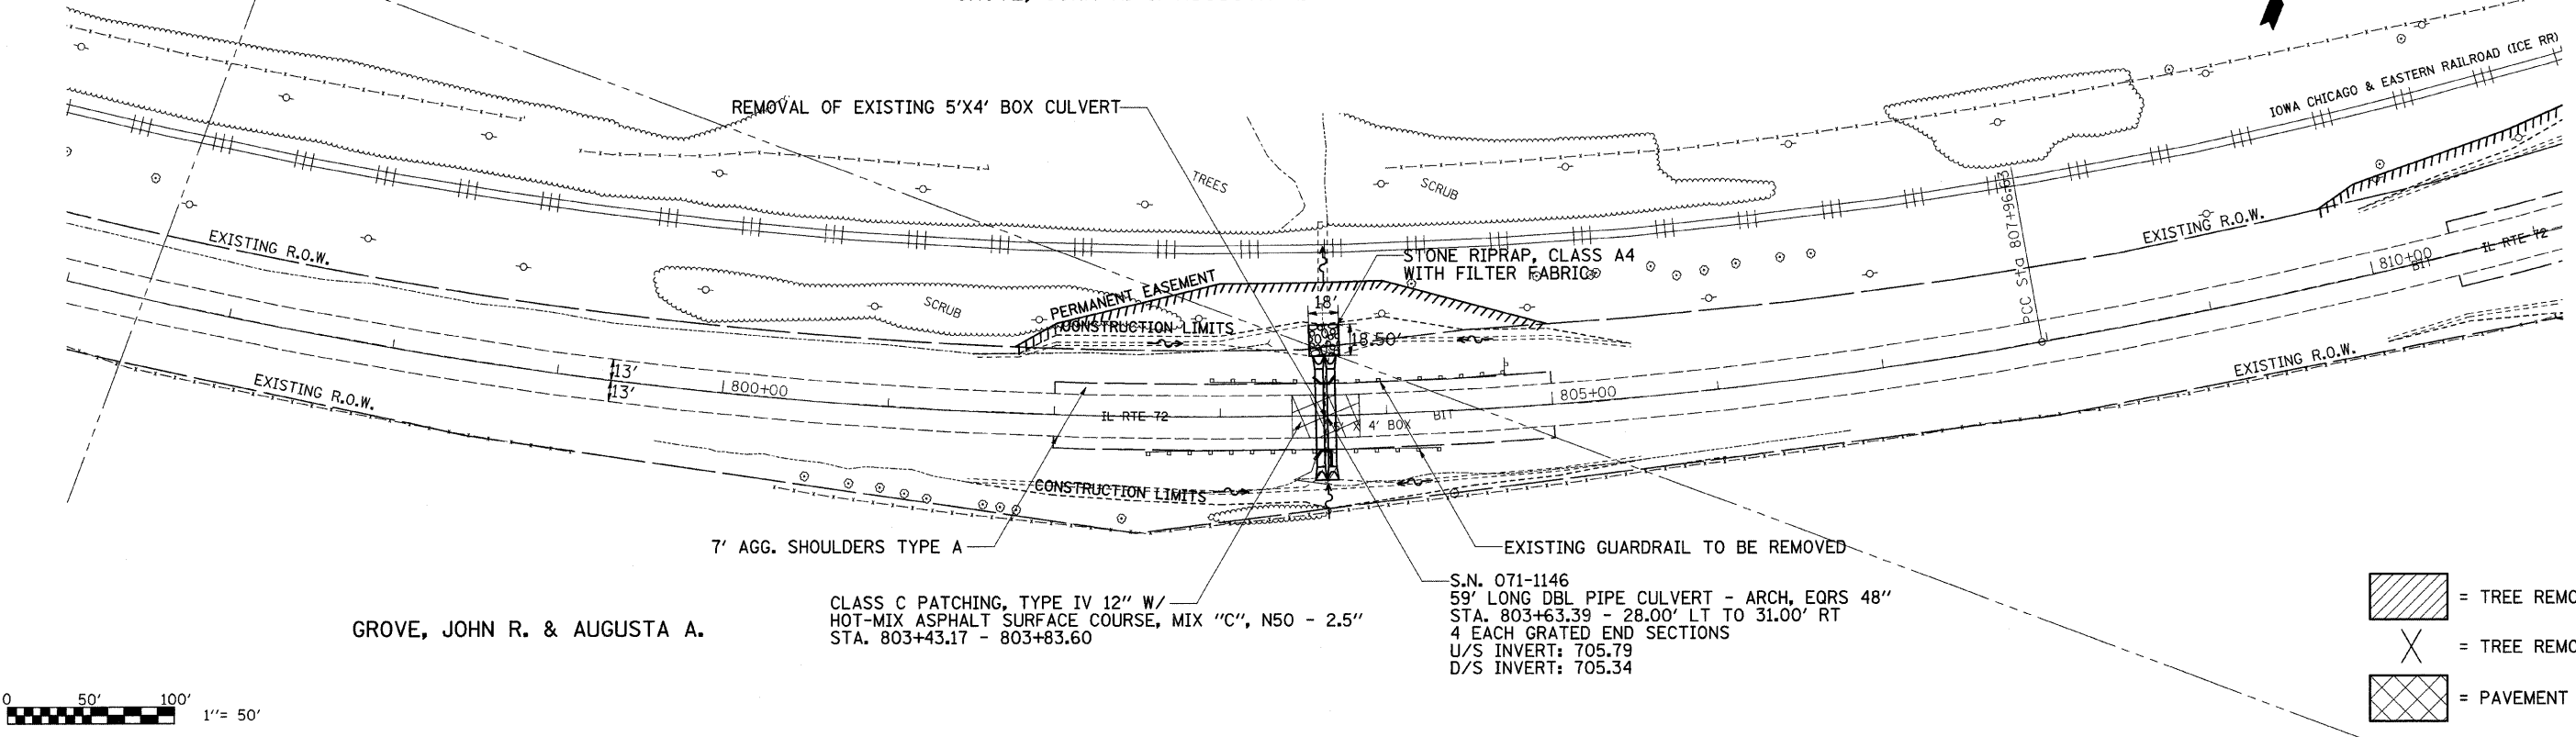 REMOVAL OF EXISTING 5'X4' BOX CULVERT
IOWA CHICAGO & EASTERN RAILROAD (ICE RR)
TREES
SCRUB
PCC Sta 807+96.63
EXISTING R.O.W.
EXISTING R.O.W.
IL RTE 72
810+00
BIT
STONE RIPRAP, CLASS A4
WITH FILTER FABRIC
PERMANENT EASEMENT
18'
SCRUB
CONSTRUCTION LIMITS
18.50'
EXISTING R.O.W.
13'
13'
800+00
805+00
EXISTING R.O.W.
IL RTE 72
BIT
X 4' BOX
CONSTRUCTION LIMITS
7' AGG. SHOULDERS TYPE A
EXISTING GUARDRAIL TO BE REMOVED
CLASS C PATCHING, TYPE IV 12" W/
HOT-MIX ASPHALT SURFACE COURSE, MIX "C", N50 - 2.5"
STA. 803+43.17 - 803+83.60
S.N. 071-1146
59' LONG DBL PIPE CULVERT - ARCH, EQRS 48"
STA. 803+63.39 - 28.00' LT TO 31.00' RT
4 EACH GRATED END SECTIONS
U/S INVERT: 705.79
D/S INVERT: 705.34
GROVE, JOHN R. & AUGUSTA A.
= TREE REMO
= TREE REMO
= PAVEMENT
0 50' 100'
1"= 50'